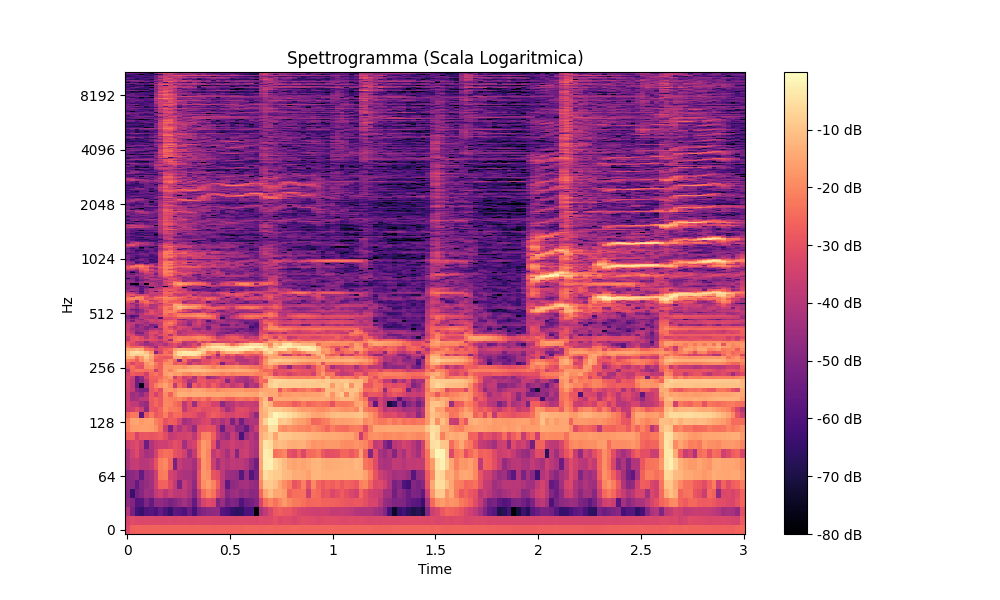 Spettrogramma (Scala Logaritmica)
8192
4096
2048
1024
512
256
128
64
0
Hz
0 0.5 1 1.5 2 2.5 3
Time
-10 dB
-20 dB
-30 dB
-40 dB
-50 dB
-60 dB
-70 dB
-80 dB